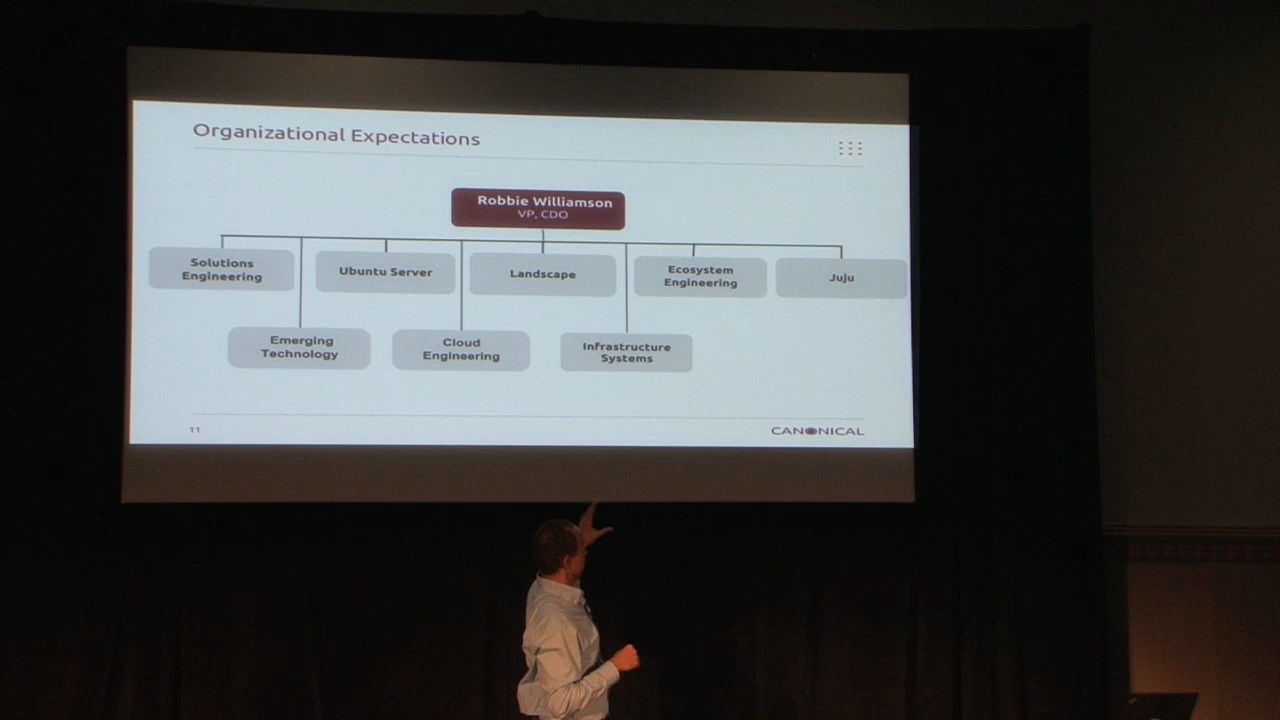 Organizational Expectations
Robbie Williamson
VP, CDO
Solutions
Engineering
Ubuntu Server
Landscape
Ecosystem
Engineering
Juju
Emerging
Technology
Cloud
Engineering
Infrastructure
Systems
11
CANONICAL